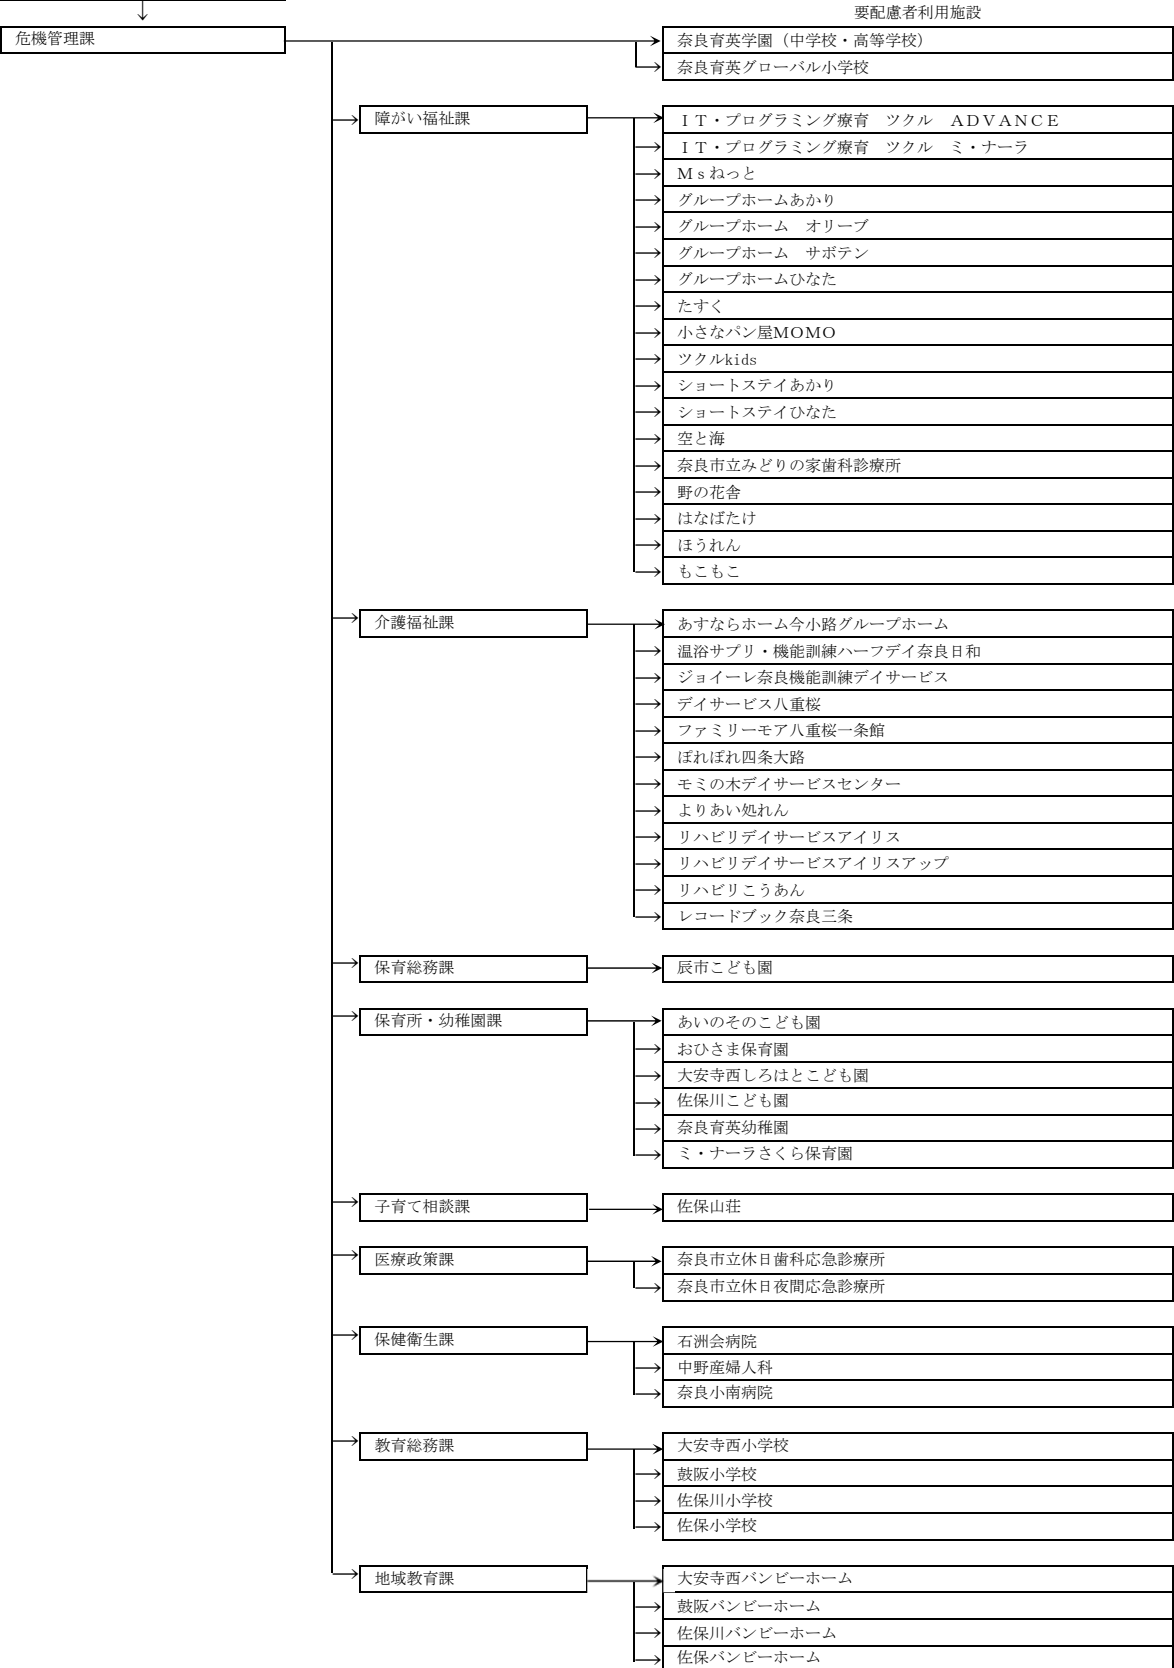 要配慮者利用施設
危機管理課
奈良育英学園（中学校・高等学校）
奈良育英グローバル小学校
障がい福祉課
ＩＴ・プログラミング療育　ツクル　ＡＤＶＡＮＣＥ
ＩＴ・プログラミング療育　ツクル　ミ・ナーラ
Ｍｓねっと
グループホームあかり
グループホーム　オリーブ
グループホーム　サボテン
グループホームひなた
たすく
小さなパン屋MOMO
ツクルkids
ショートステイあかり
ショートステイひなた
空と海
奈良市立みどりの家歯科診療所
野の花舎
はなばたけ
ほうれん
もこもこ
介護福祉課
あすならホーム今小路グループホーム
温浴サプリ・機能訓練ハーフデイ奈良日和
ジョイーレ奈良機能訓練デイサービス
デイサービス八重桜
ファミリーモア八重桜一条館
ぽれぽれ四条大路
モミの木デイサービスセンター
よりあい処れん
リハビリデイサービスアイリス
リハビリデイサービスアイリスアップ
リハビリこうあん
レコードブック奈良三条
保育総務課
辰市こども園
保育所・幼稚園課
あいのそのこども園
おひさま保育園
大安寺西しろはとこども園
佐保川こども園
奈良育英幼稚園
ミ・ナーラさくら保育園
子育て相談課
佐保山荘
医療政策課
奈良市立休日歯科応急診療所
奈良市立休日夜間応急診療所
保健衛生課
石洲会病院
中野産婦人科
奈良小南病院
教育総務課
大安寺西小学校
鼓阪小学校
佐保川小学校
佐保小学校
地域教育課
大安寺西バンビーホーム
鼓阪バンビーホーム
佐保川バンビーホーム
佐保バンビーホーム